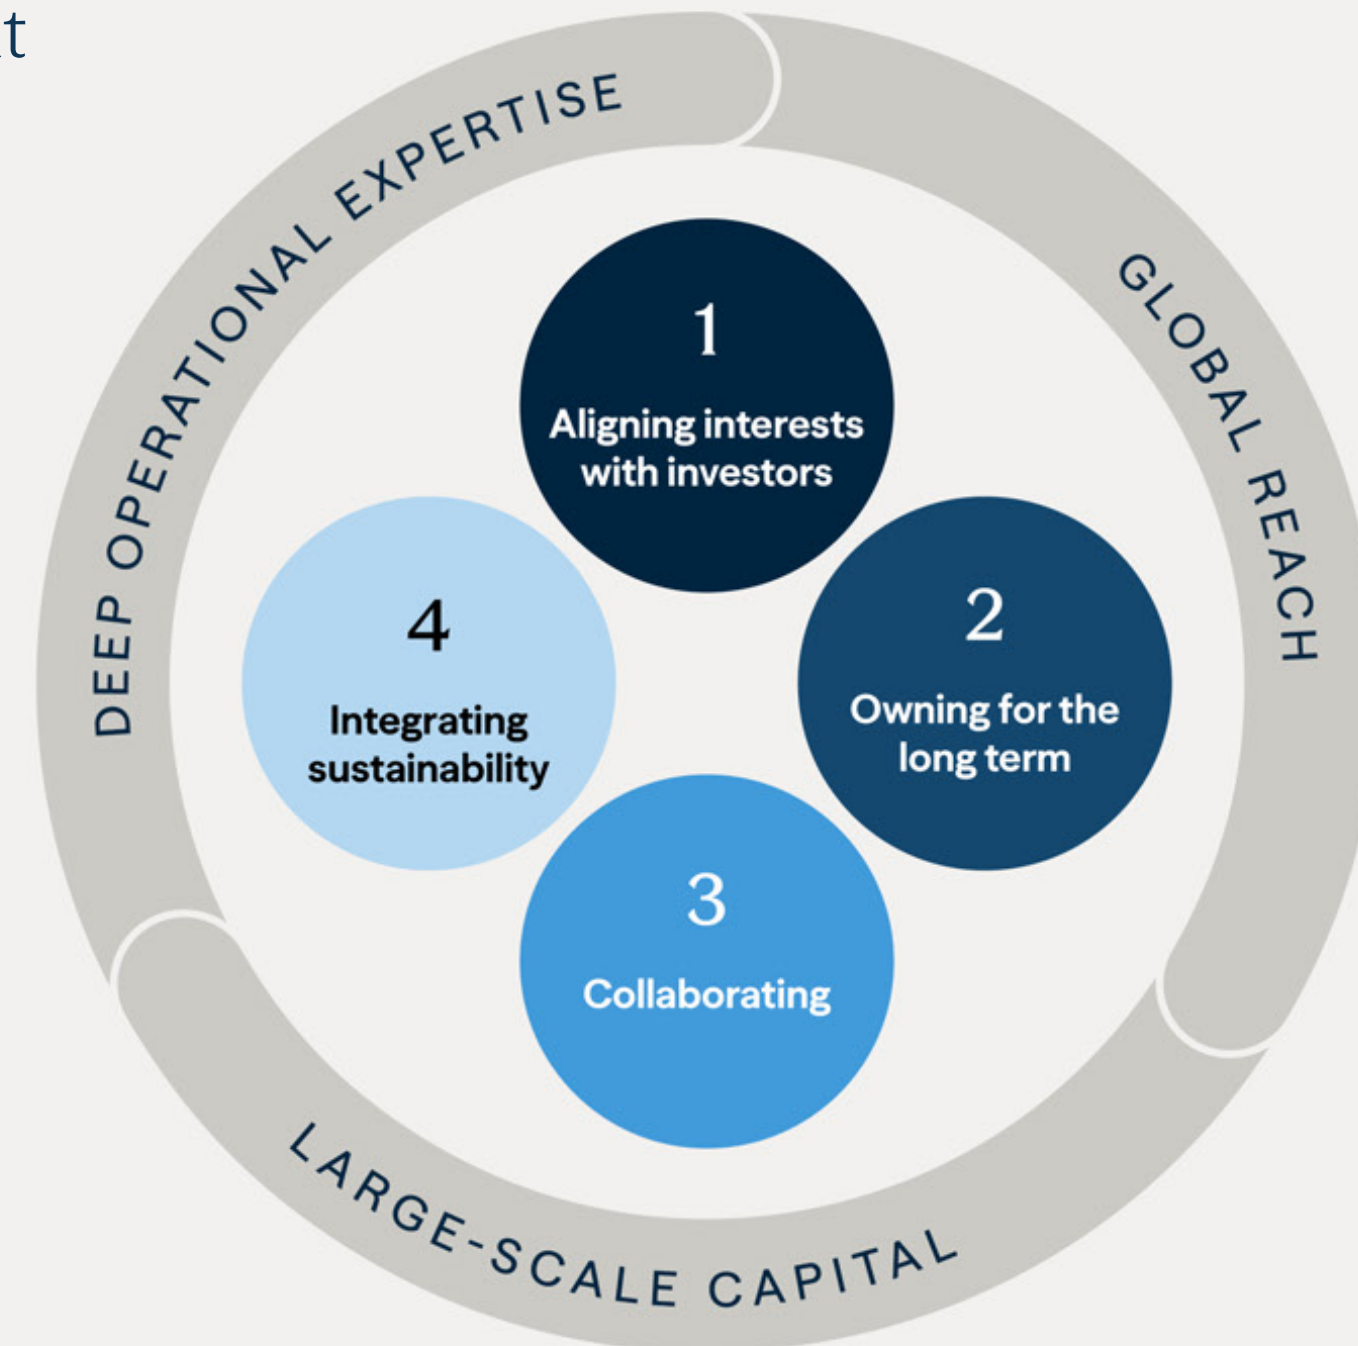 DEEP OPERATIONAL EXPERTISE
GLOBAL REACH
1
Aligning interests
with investors
2
Owning for the
long term
3
Collaborating
4
Integrating
sustainability
LARGE-SCALE CAPITAL